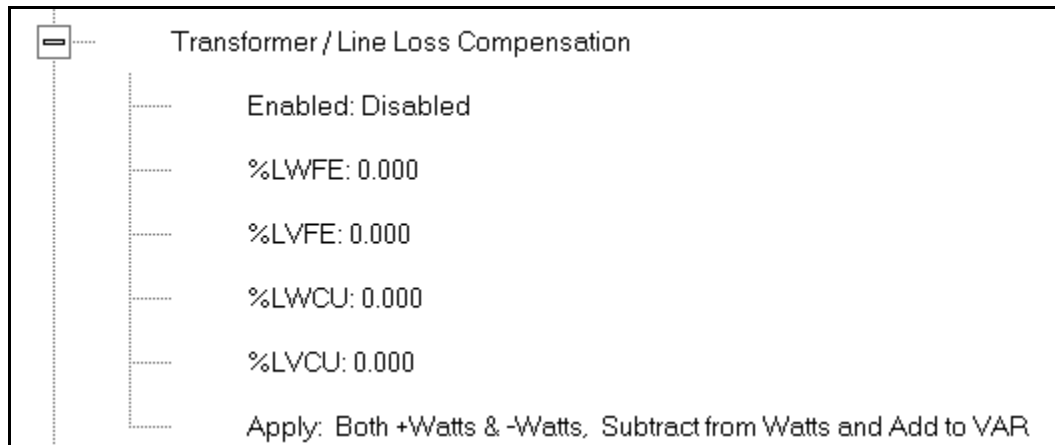 Transformer / Line Loss Compensation
Enabled: Disabled
%LWFE: 0.000
%LVFE: 0.000
%LWCU: 0.000
%LVCU: 0.000
Apply: Both +Watts & -Watts, Subtract from Watts and Add to VAR